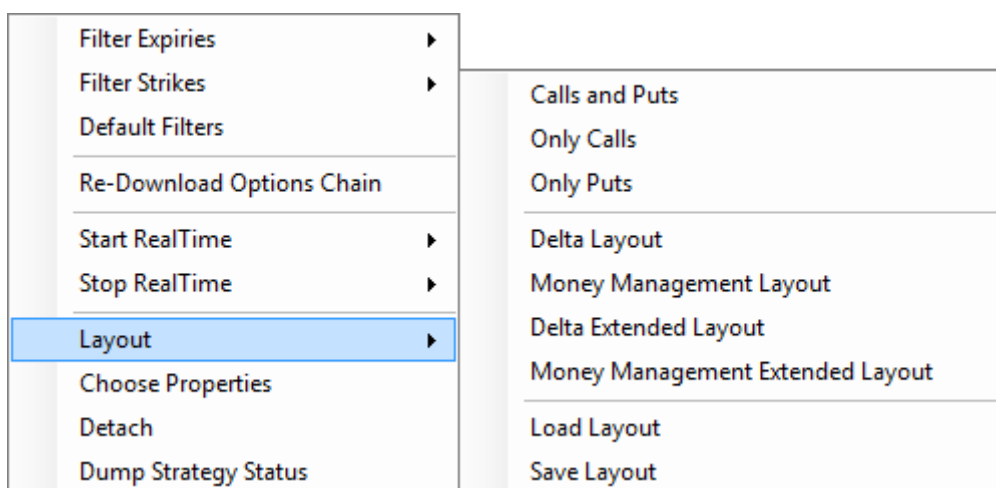 Filter Expiries
Filter Strikes
Default Filters
Re-Download Options Chain
Start RealTime
Stop RealTime
Layout
Choose Properties
Detach
Dump Strategy Status
Calls and Puts
Only Calls
Only Puts
Delta Layout
Money Management Layout
Delta Extended Layout
Money Management Extended Layout
Load Layout
Save Layout